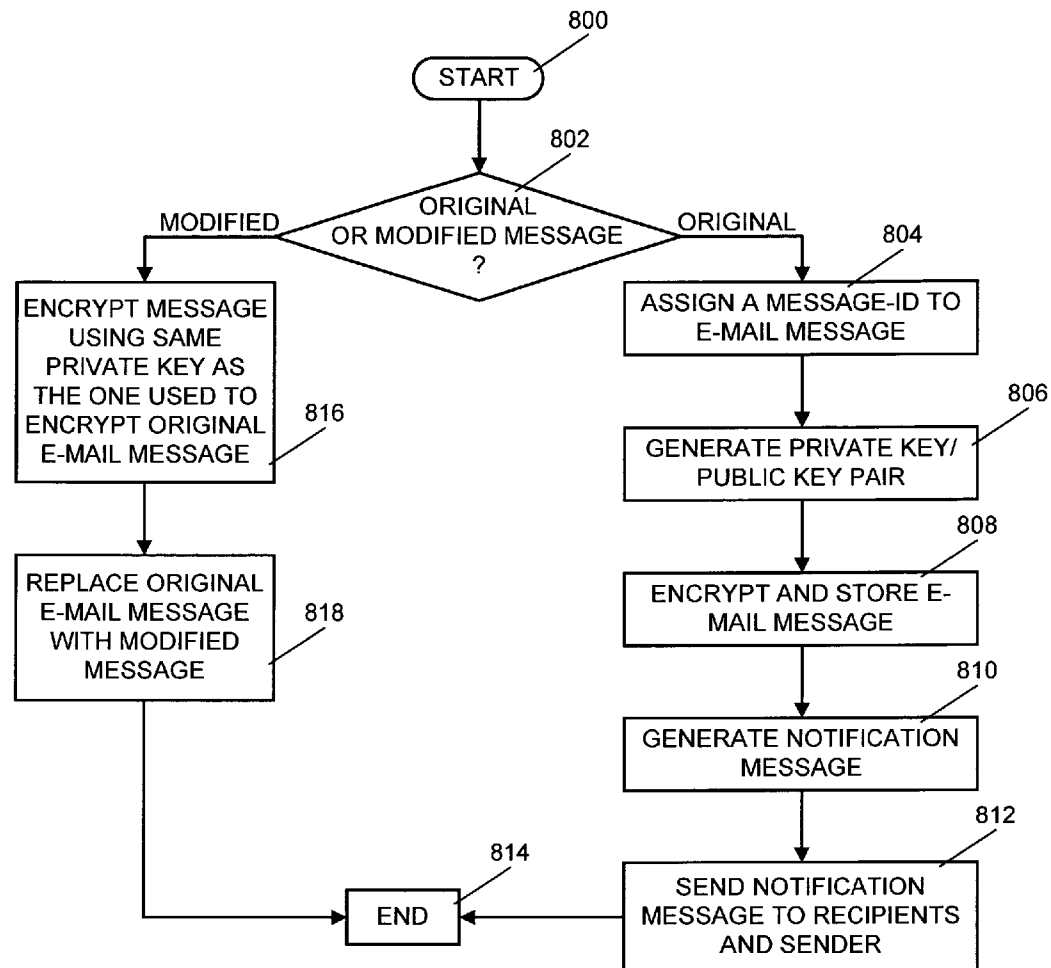 800
START
802
ORIGINAL
OR MODIFIED MESSAGE
?
MODIFIED
ORIGINAL
804
ASSIGN A MESSAGE-ID TO
E-MAIL MESSAGE
806
GENERATE PRIVATE KEY/
PUBLIC KEY PAIR
808
ENCRYPT AND STORE E-
MAIL MESSAGE
810
GENERATE NOTIFICATION
MESSAGE
812
SEND NOTIFICATION
MESSAGE TO RECIPIENTS
AND SENDER
ENCRYPT MESSAGE
USING SAME
PRIVATE KEY AS
THE ONE USED TO
ENCRYPT ORIGINAL
E-MAIL MESSAGE
816
REPLACE ORIGINAL
E-MAIL MESSAGE
WITH MODIFIED
MESSAGE
818
814
END